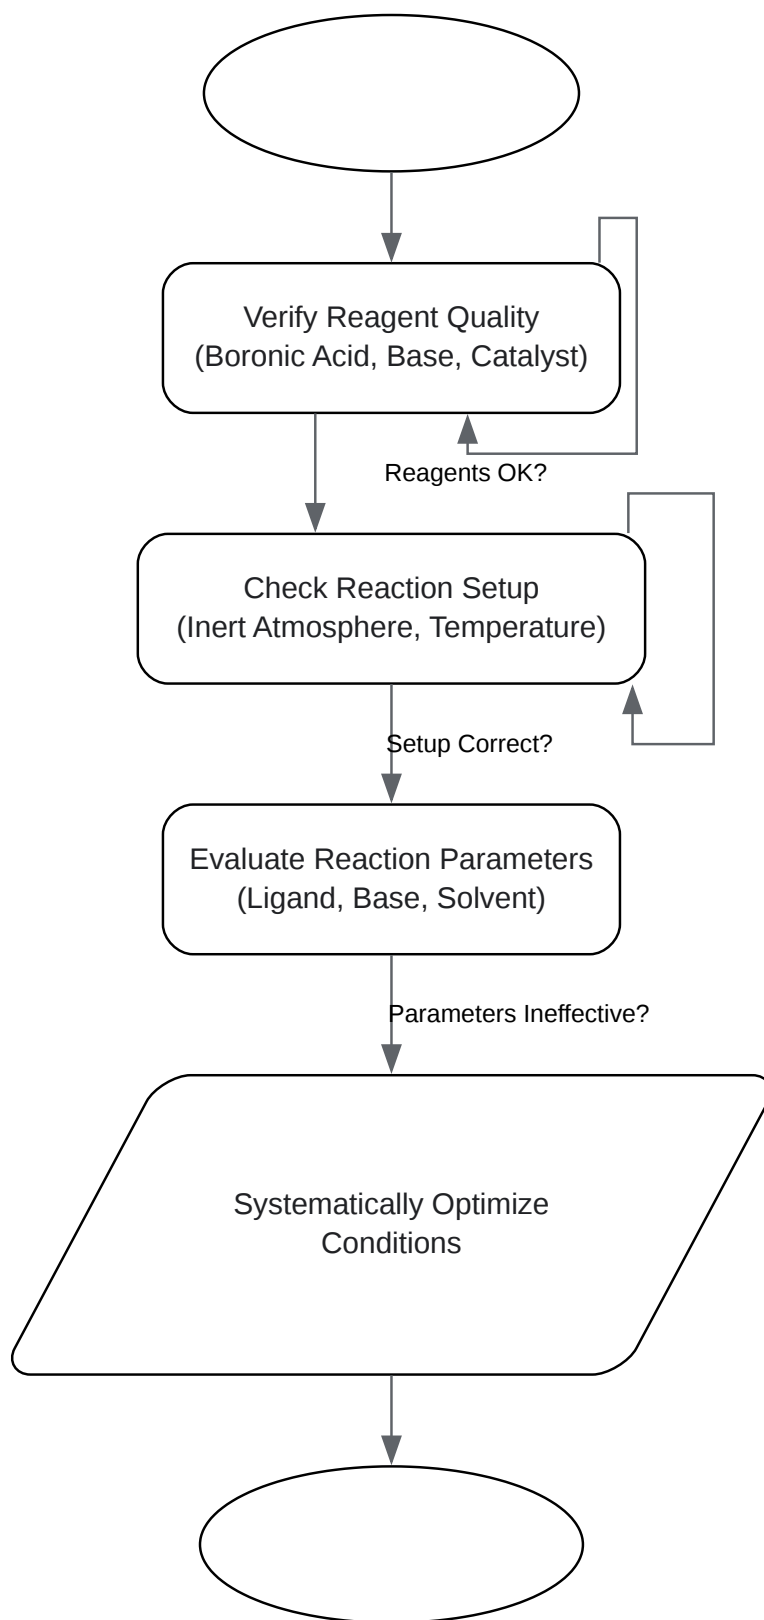 Verify Reagent Quality
(Boronic Acid, Base, Catalyst)
Reagents OK?
Check Reaction Setup
(Inert Atmosphere, Temperature)
Setup Correct?
Evaluate Reaction Parameters
(Ligand, Base, Solvent)
Parameters Ineffective?
Systematically Optimize
Conditions